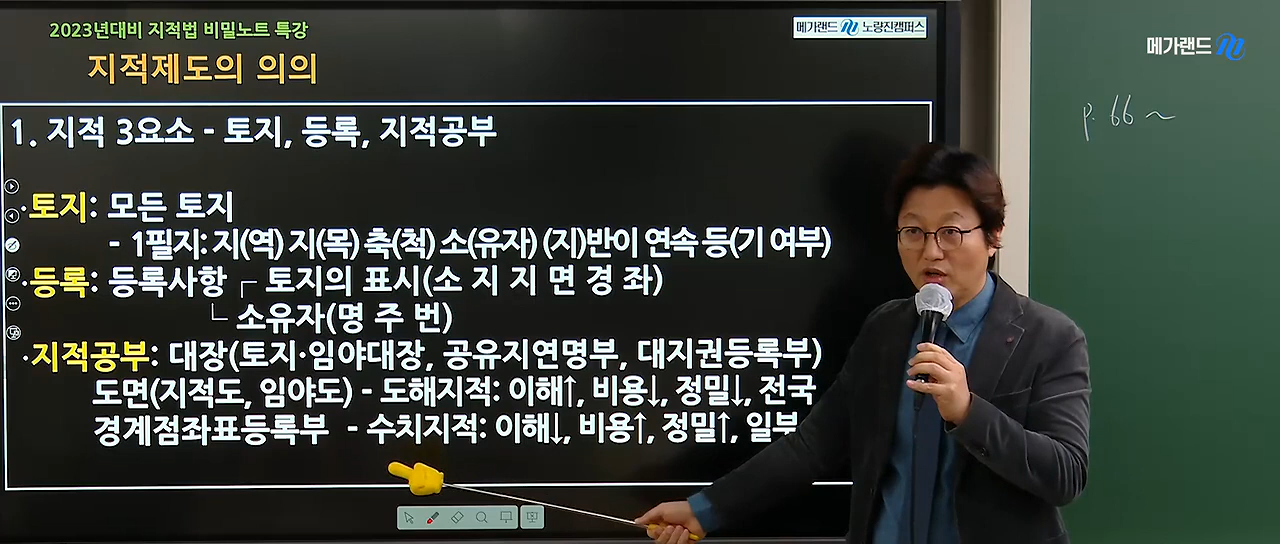 2023년대비 지적법 비밀노트 특강
메가랜드 노량진캠퍼스
메가랜드
지적제도의 의의
p. 66 ~
1. 지적 3요소 - 토지, 등록, 지적공부
·토지: 모든 토지
- 1필지: 지(역) 지(목) 축(척) 소(유자) (지)반이 연속 등(기 여부)
·등록: 등록사항 ┌ 토지의 표시(소 지 지 면 경 좌)
└ 소유자(명 주 번)
·지적공부: 대장(토지·임야대장, 공유지연명부, 대지권등록부)
도면(지적도, 임야도) - 도해지적: 이해↑, 비용↓, 정밀↓, 전국
경계점좌표등록부 - 수치지적: 이해↓, 비용↑, 정밀↑, 일부